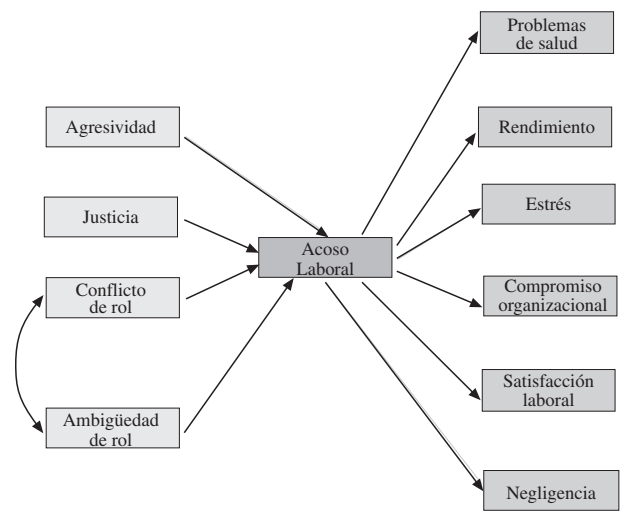 Agresividad
Justicia
Conflicto
de rol
Ambigüedad
de rol
Acoso
Laboral
Problemas
de salud
Rendimiento
Estrés
Compromiso
organizacional
Satisfacción
laboral
Negligencia